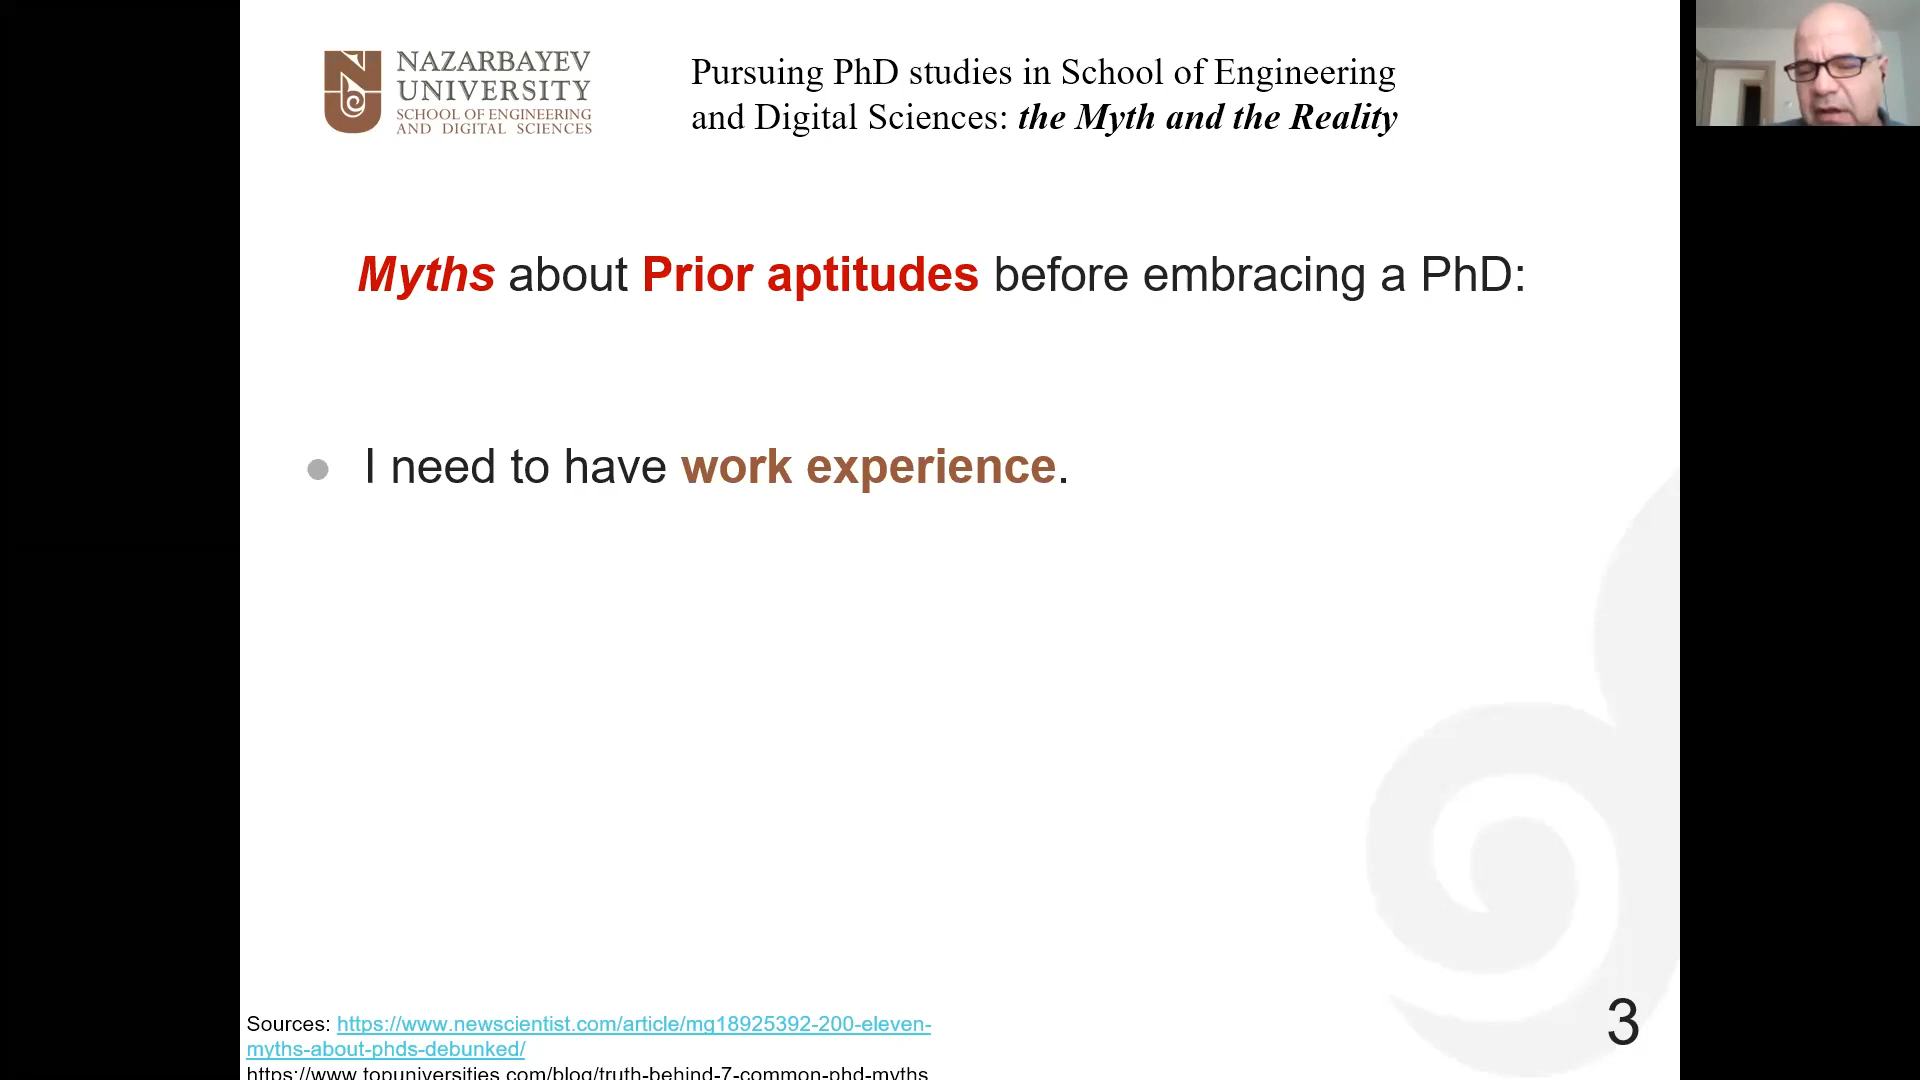 NAZARBAYEV
UNIVERSITY
SCHOOL OF ENGINEERING
AND DIGITAL SCIENCES
Pursuing PhD studies in School of Engineering
and Digital Sciences: the Myth and the Reality
Myths about Prior aptitudes before embracing a PhD:
● I need to have work experience.
Sources: https://www.newscientist.com/article/mg18925392-200-eleven-
myths-about-phds-debunked/
https://www.topuniversities.com/blog/truth-behind-7-common-phd-myths
3